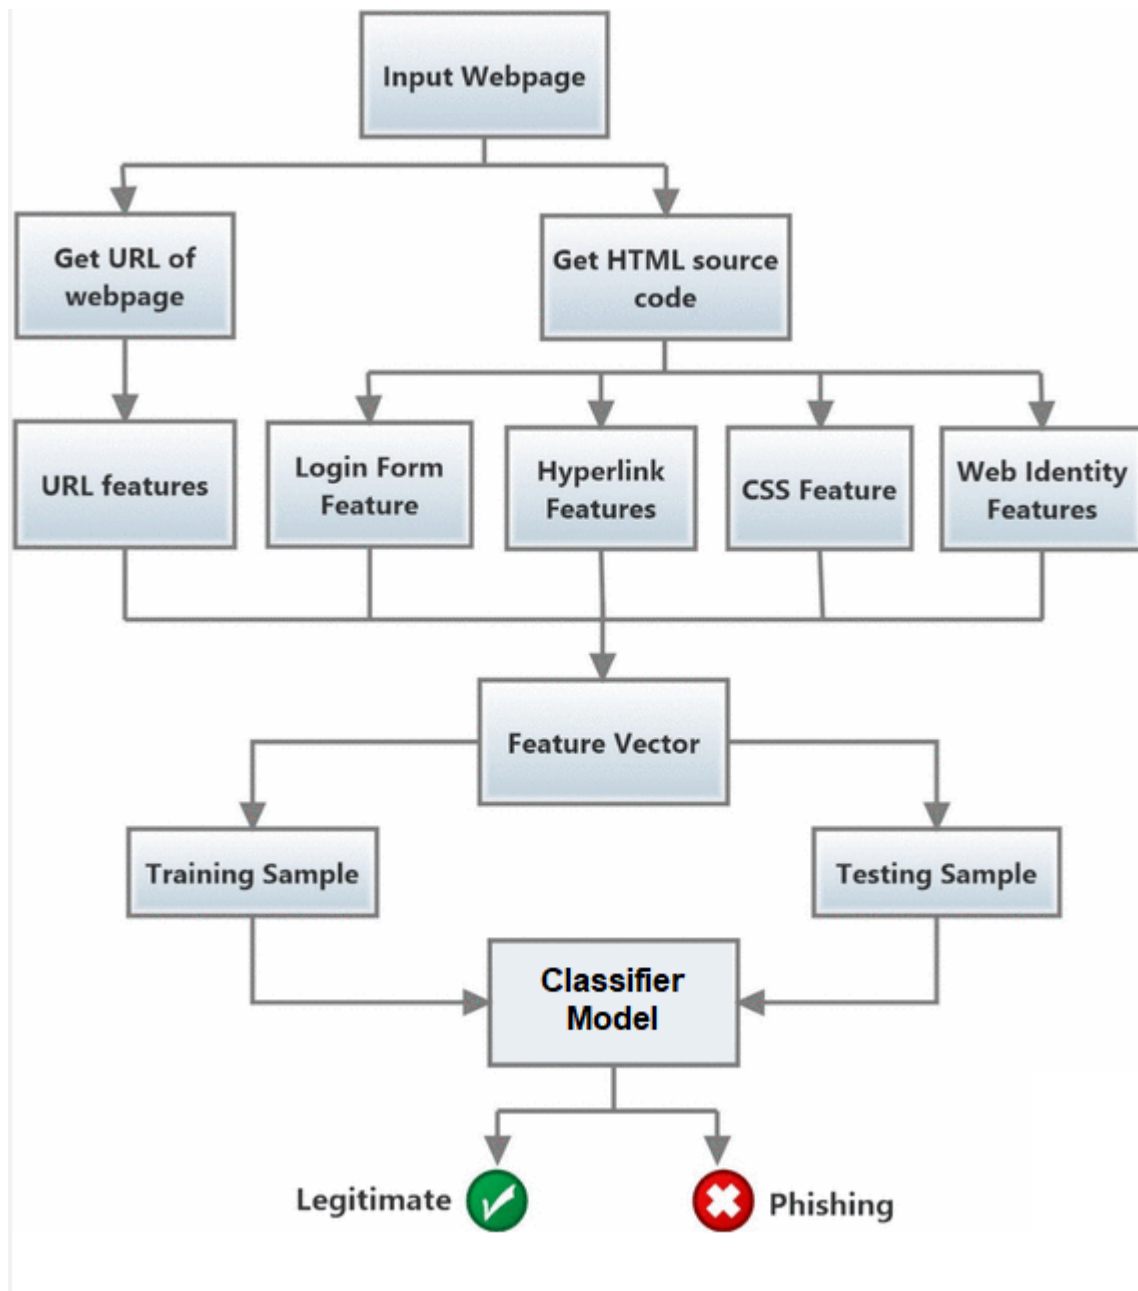 Input Webpage
Get URL of
webpage
Get HTML source
code
URL features
Login Form
Feature
Hyperlink
Features
CSS Feature
Web Identity
Features
Feature Vector
Training Sample
Testing Sample
Classifier
Model
Legitimate
Phishing